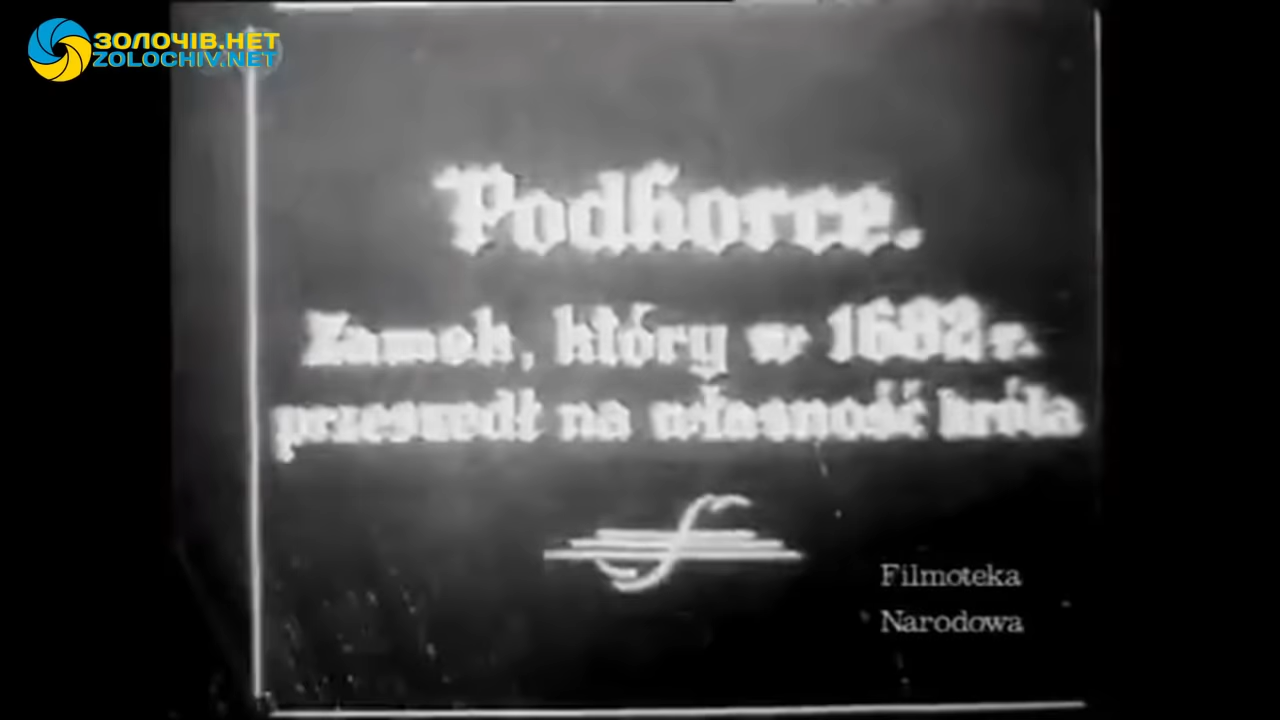 ЗОЛОЧІВ.НЕТ
ZOLOCHIV.NET
Podhorce.
Zamek, który w 1682 r.
przeszedł na własność króla
Filmoteka
Narodowa